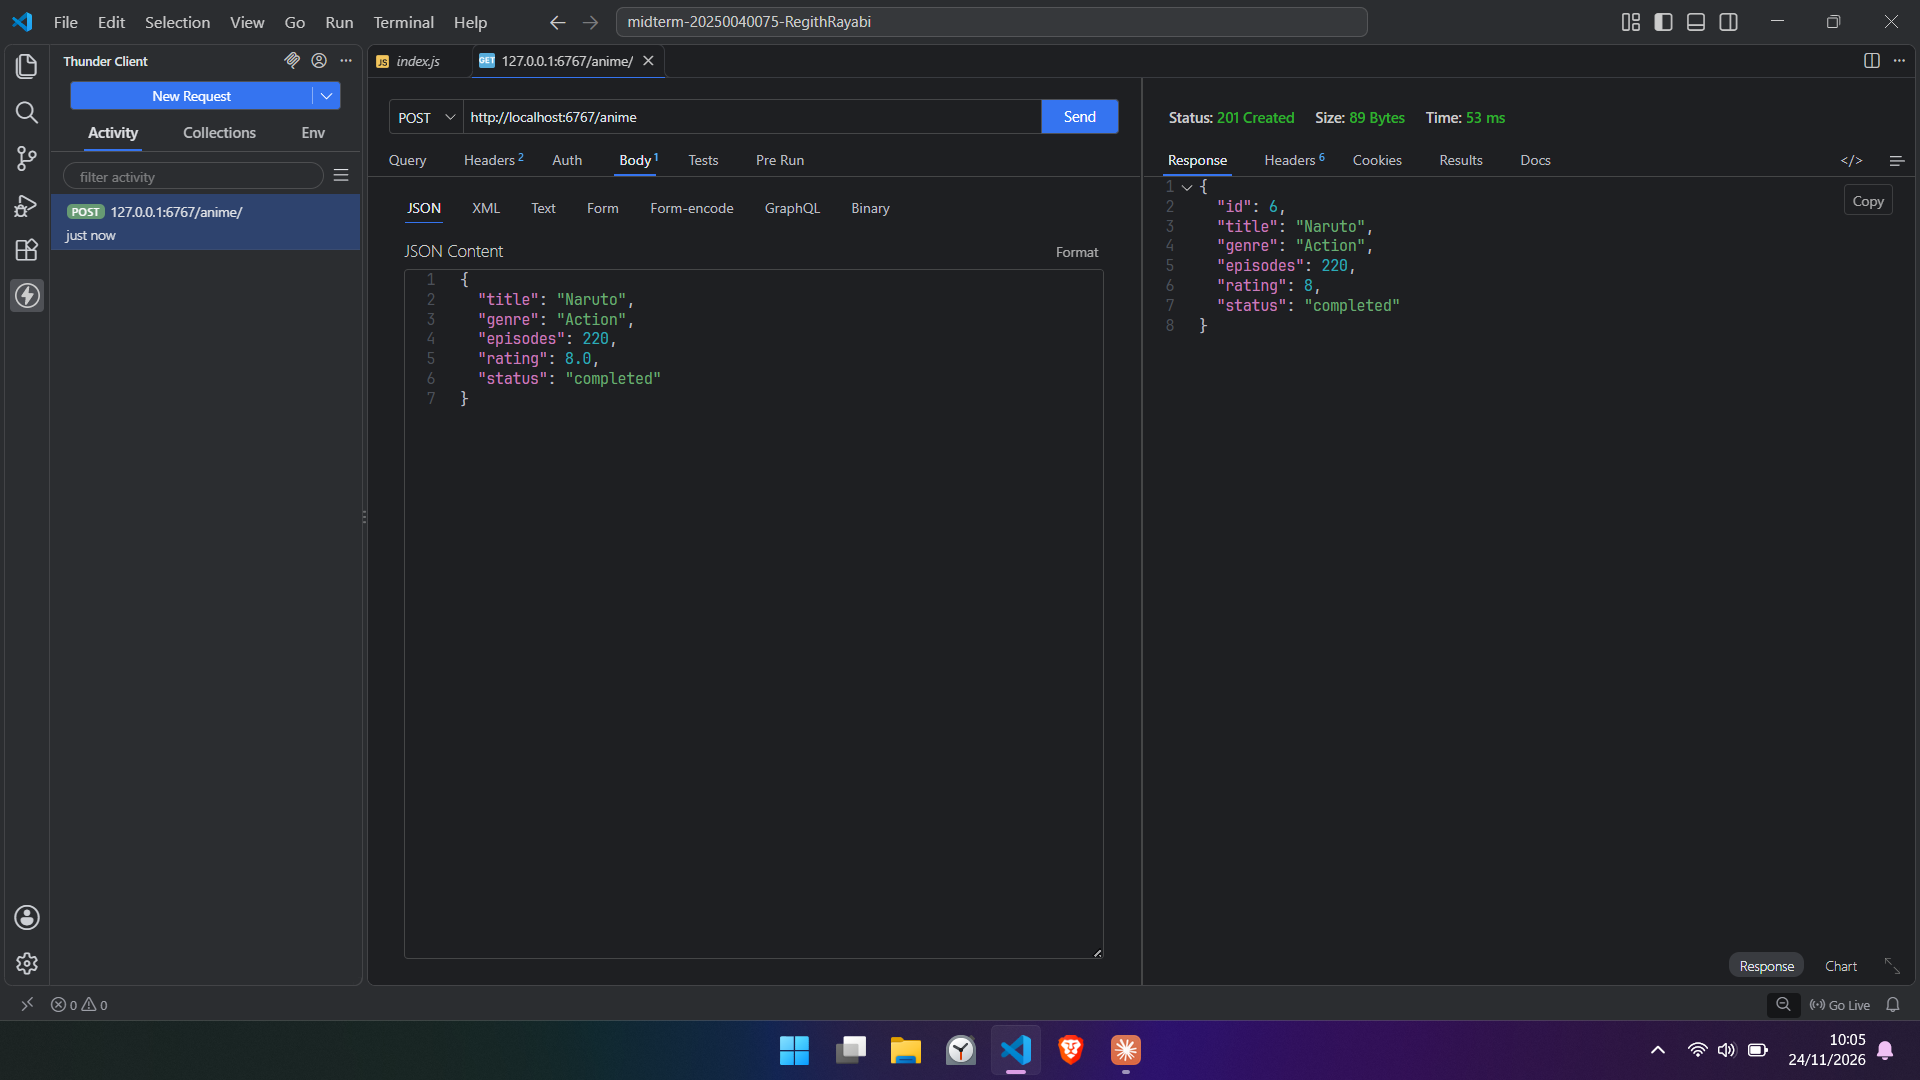 File Edit Selection View Go Run Terminal Help
midterm-20250040075-RegithRayabi
Thunder Client
New Request
Activity Collections Env
filter activity
POST 127.0.0.1:6767/anime/
just now
JS index.js
GET 127.0.0.1:6767/anime/
POST http://localhost:6767/anime Send
Query Headers 2 Auth Body 1 Tests Pre Run
JSON XML Text Form Form-encode GraphQL Binary
JSON Content Format
1 {
2 "title": "Naruto",
3 "genre": "Action",
4 "episodes": 220,
5 "rating": 8.0,
6 "status": "completed"
7 }
Status: 201 Created Size: 89 Bytes Time: 53 ms
Response Headers 6 Cookies Results Docs </>
Copy
1 {
2 "id": 6,
3 "title": "Naruto",
4 "genre": "Action",
5 "episodes": 220,
6 "rating": 8,
7 "status": "completed"
8 }
Response Chart
0 0
Go Live
10:05
24/11/2026